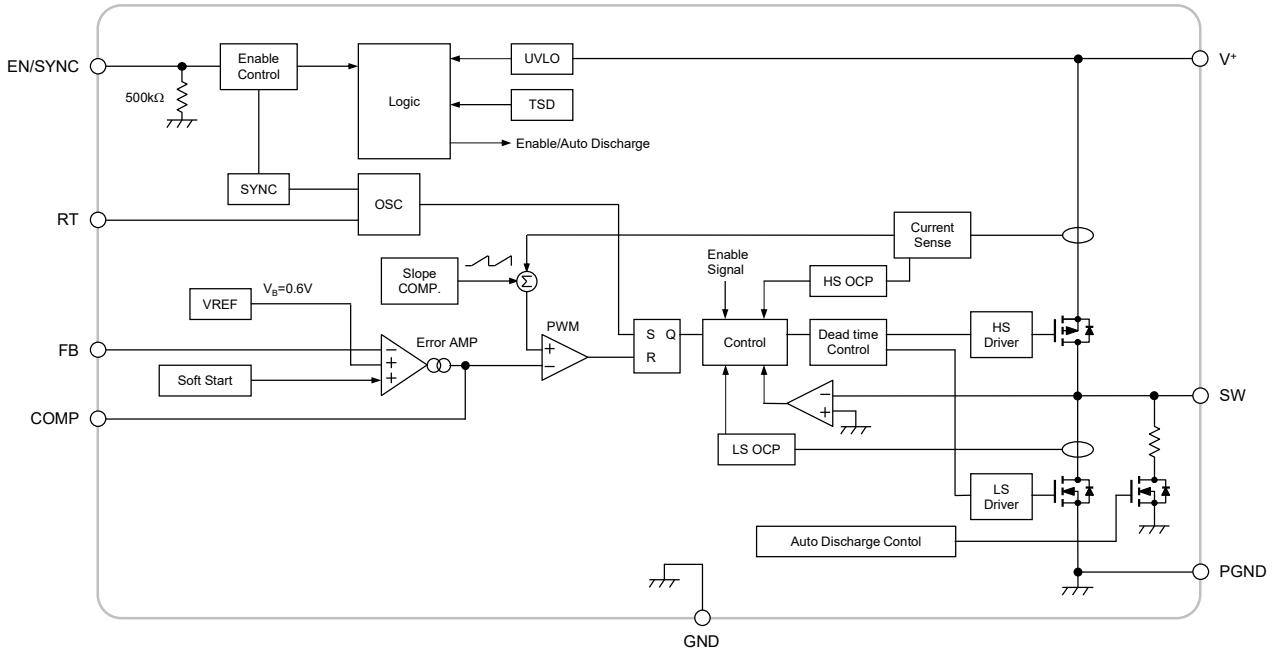 EN/SYNC
Enable
Control
500kΩ
Logic
UVLO
TSD
Enable/Auto Discharge
V+
SYNC
OSC
RT
Current
Sense
Enable
Signal
HS OCP
Slope
COMP.
Σ
VREF
VB=0.6V
PWM
Error AMP
FB
Soft Start
COMP
−
+
+
+
−
S Q
R
Control
Dead time
Control
HS
Driver
SW
−
+
LS OCP
LS
Driver
Auto Discharge Contol
PGND
GND